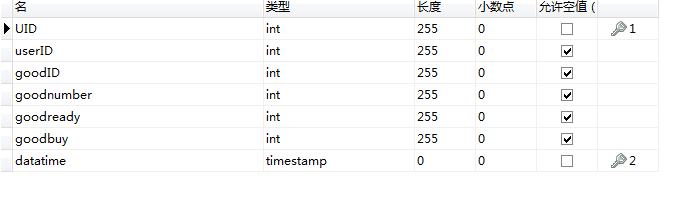 名 类型 长度 小数点 允许空值 (
UID int 255 0 1
userID int 255 0
goodID int 255 0
goodnumber int 255 0
goodready int 255 0
goodbuy int 255 0
datatime timestamp 0 0 2